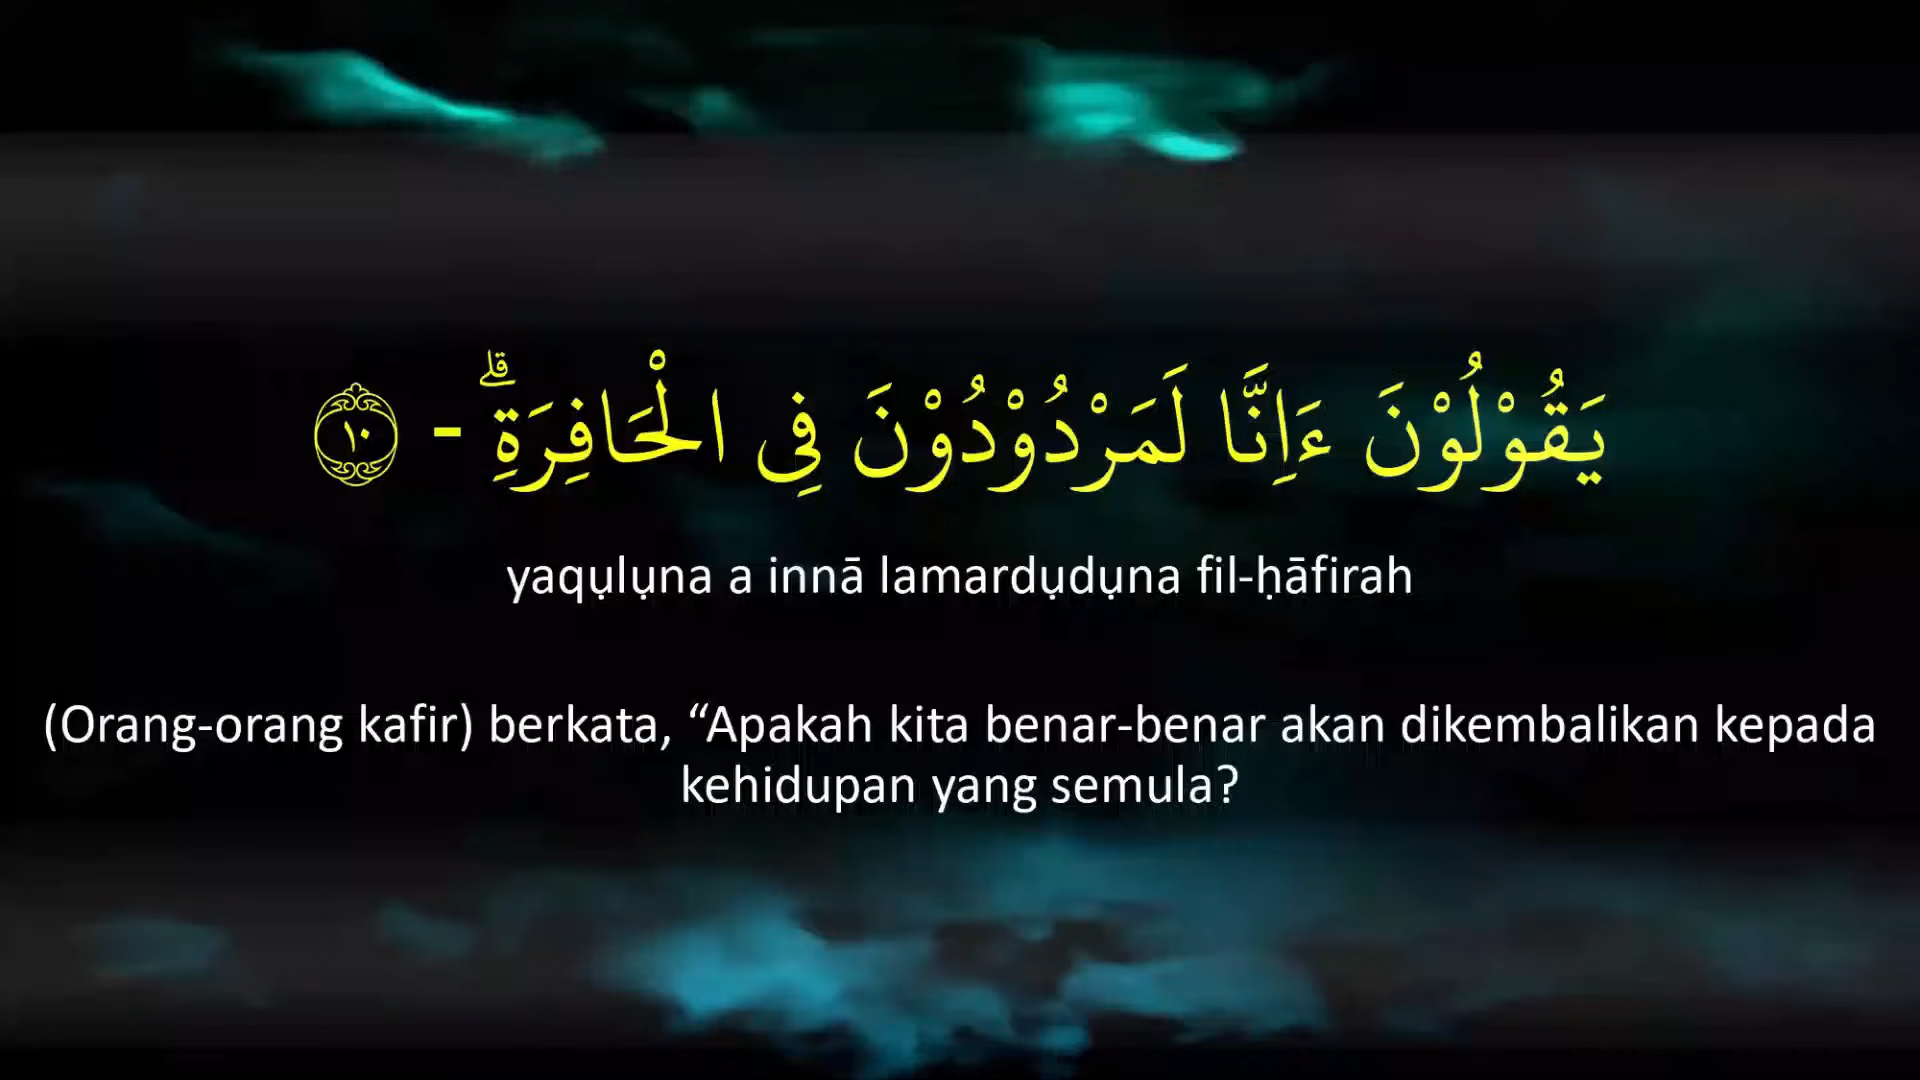 يَقُوْلُوْنَ ءَاِنَّا لَمَرْدُوْدُوْنَ فِى الْحَافِرَةِۗ - ١٠
yaqụlụna a innā lamardụdụna fil-ḥāfirah
(Orang-orang kafir) berkata, “Apakah kita benar-benar akan dikembalikan kepada
kehidupan yang semula?